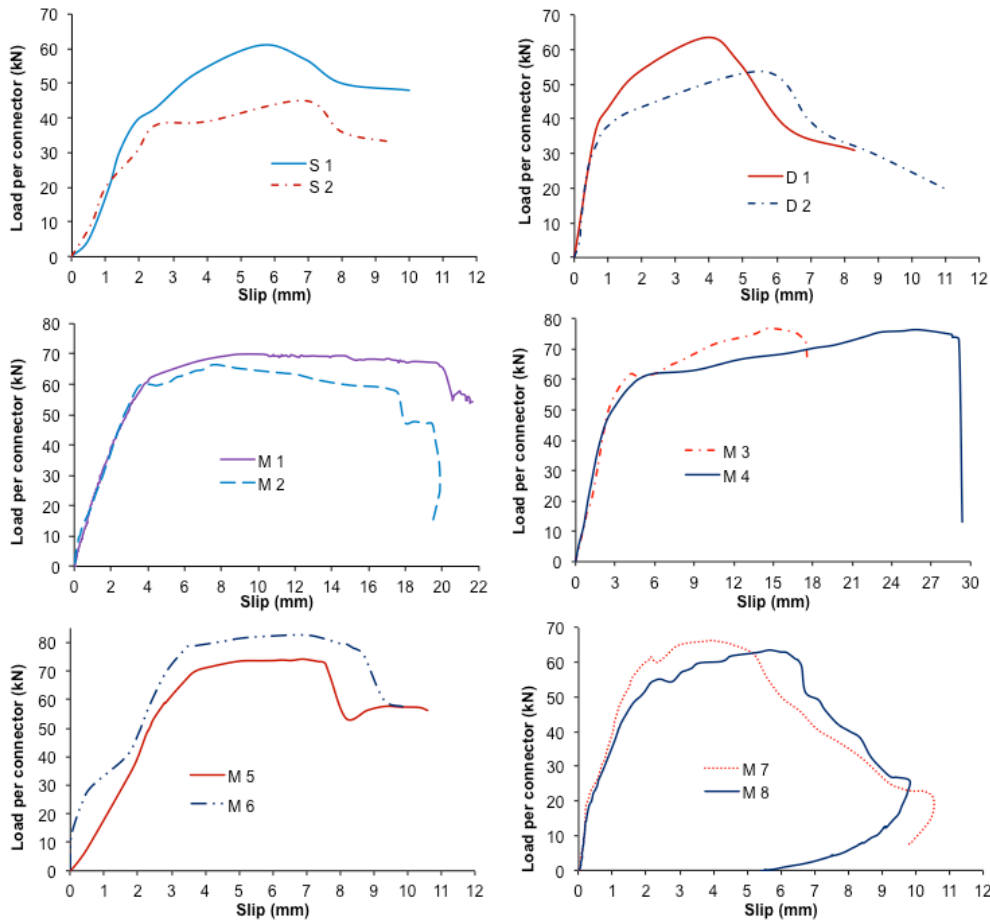 Load per connector (kN)
70
60
50
40
30
20
10
0
S 1
S 2
0 1 2 3 4 5 6 7 8 9 10 11 12
Slip (mm)
Load per connector (kN)
70
60
50
40
30
20
10
0
D 1
D 2
0 1 2 3 4 5 6 7 8 9 10 11 12
Slip (mm)
Load per connector (kN)
80
70
60
50
40
30
20
10
0
M 1
M 2
0 2 4 6 8 10 12 14 16 18 20 22
Slip (mm)
Load per connector (kN)
80
70
60
50
40
30
20
10
0
M 3
M 4
0 3 6 9 12 15 18 21 24 27 30
Slip (mm)
Load per connector (kN)
80
70
60
50
40
30
20
10
0
M 5
M 6
0 1 2 3 4 5 6 7 8 9 10 11 12
Slip (mm)
Load per connector (kN)
70
60
50
40
30
20
10
0
M 7
M 8
0 1 2 3 4 5 6 7 8 9 10 11 12
Slip (mm)